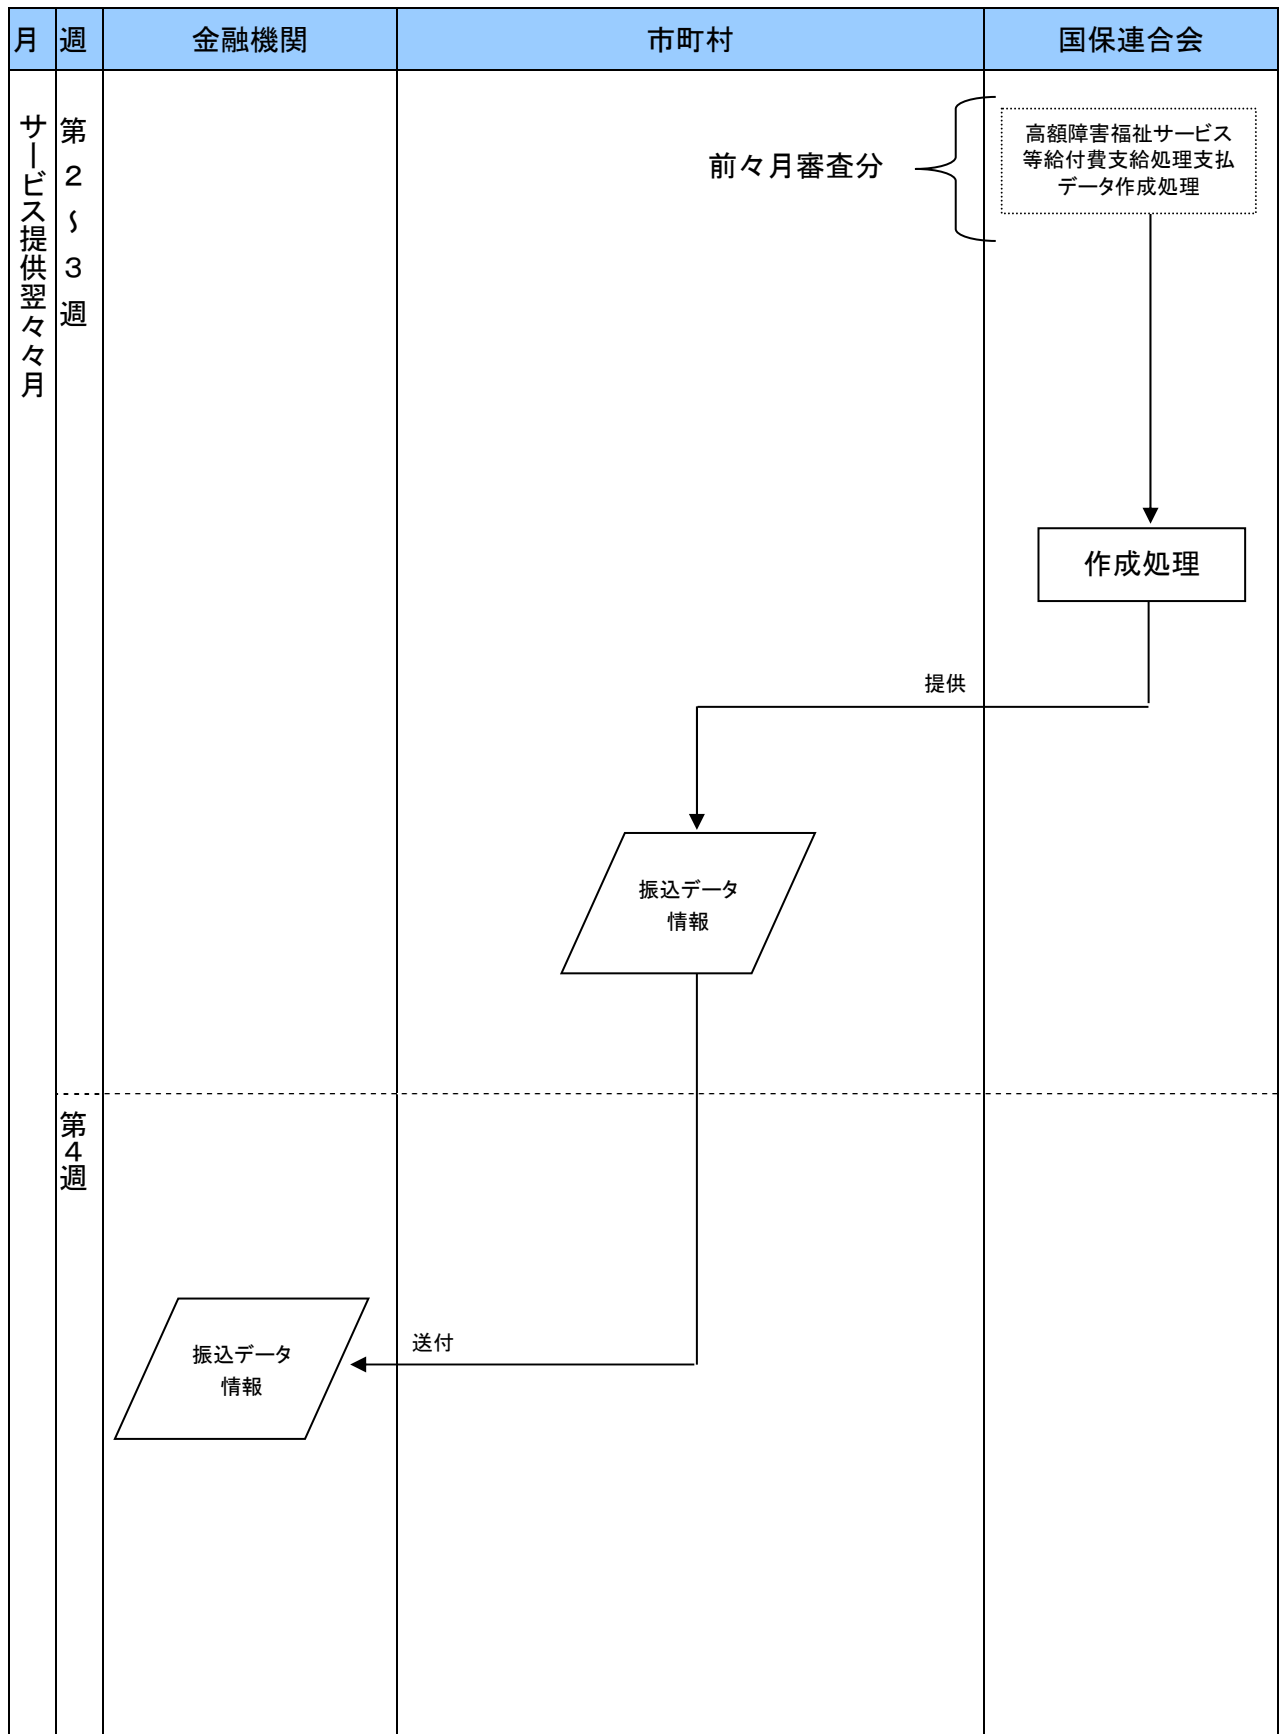 月 週 金融機関 市町村 国保連合会
サービス提供翌々々月
第2~3週
前々月審査分
高額障害福祉サービス
等給付費支給処理支払
データ作成処理
作成処理
提供
振込データ
情報
第4週
送付
振込データ
情報